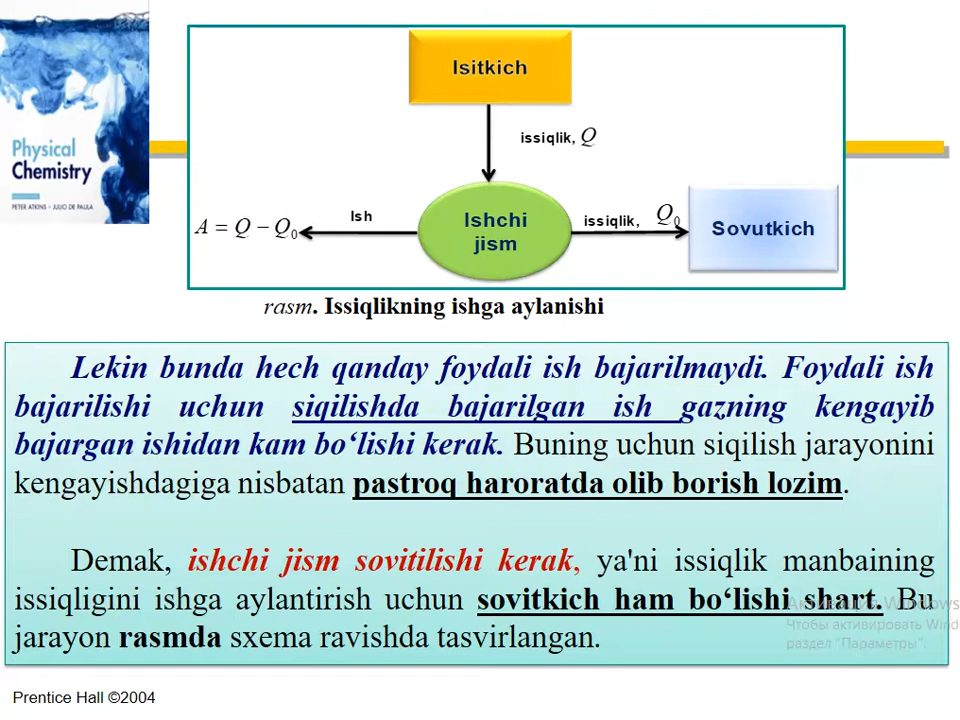 Physical
Chemistry
PETER ATKINS · JULIO DE PAULA
Isitkich
issiqlik, Q
A = Q − Q₀
Ish
Ishchi
jism
issiqlik, Q₀
Sovutkich
rasm. Issiqlikning ishga aylanishi
Lekin bunda hech qanday foydali ish bajarilmaydi. Foydali ish
bajarilishi uchun siqilishda bajarilgan ish gazning kengayib
bajargan ishidan kam bo‘lishi kerak. Buning uchun siqilish jarayonini
kengayishdagiga nisbatan pastroq haroratda olib borish lozim.
Demak, ishchi jism sovitilishi kerak, ya'ni issiqlik manbaining
issiqligini ishga aylantirish uchun sovitkich ham bo‘lishi shart. Bu
jarayon rasmda sxema ravishda tasvirlangan.
Активация Windows
Чтобы активировать Wind
раздел "Параметры".
Prentice Hall ©2004